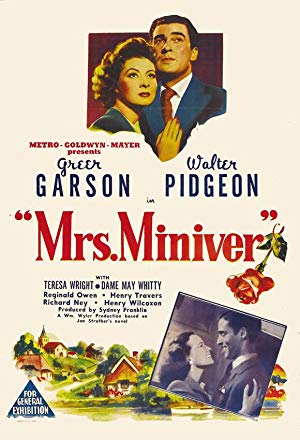 METRO-GOLDWYN-MAYER
presents
Greer Walter
GARSON PIDGEON
in
"Mrs. Miniver"
WITH
TERESA WRIGHT · DAME MAY WHITTY
Reginald Owen · Henry Travers
Richard Ney · Henry Wilcoxon
Produced by Sydney Franklin
A Wm. Wyler Production based on
Jan Struther's novel
FOR
GENERAL
EXHIBITION